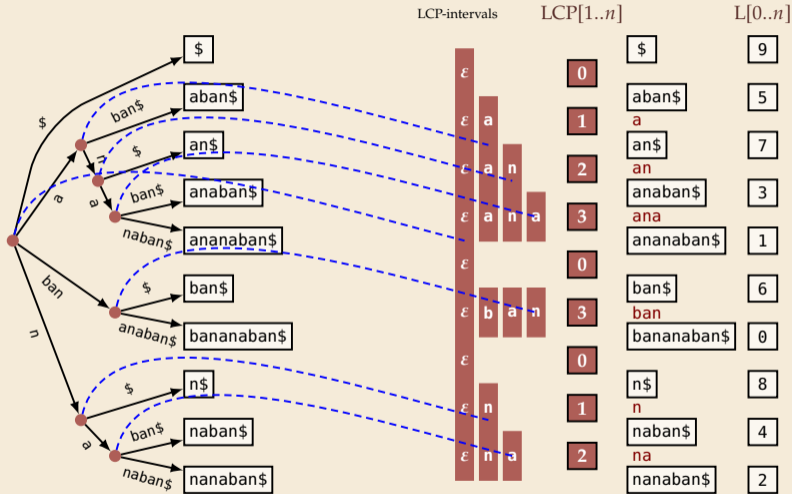 LCP-intervals LCP[1..n] L[0..n]
$ $ 9
ε 0
$ ban$ aban$ aban$ 5
ε a 1 a
n $ an$ an$ 7
ε a n 2 an
a a ban$ anaban$ anaban$ 3
ε a n a 3 ana
naban$ ananaban$ ananaban$ 1
ε 0
ban $ ban$ ban$ 6
ε b a n 3 ban
anaban$ bananaban$ bananaban$ 0
n ε 0
$ n$ n$ 8
ε n 1 n
a ban$ naban$ naban$ 4
ε n a 2 na
naban$ nanaban$ nanaban$ 2